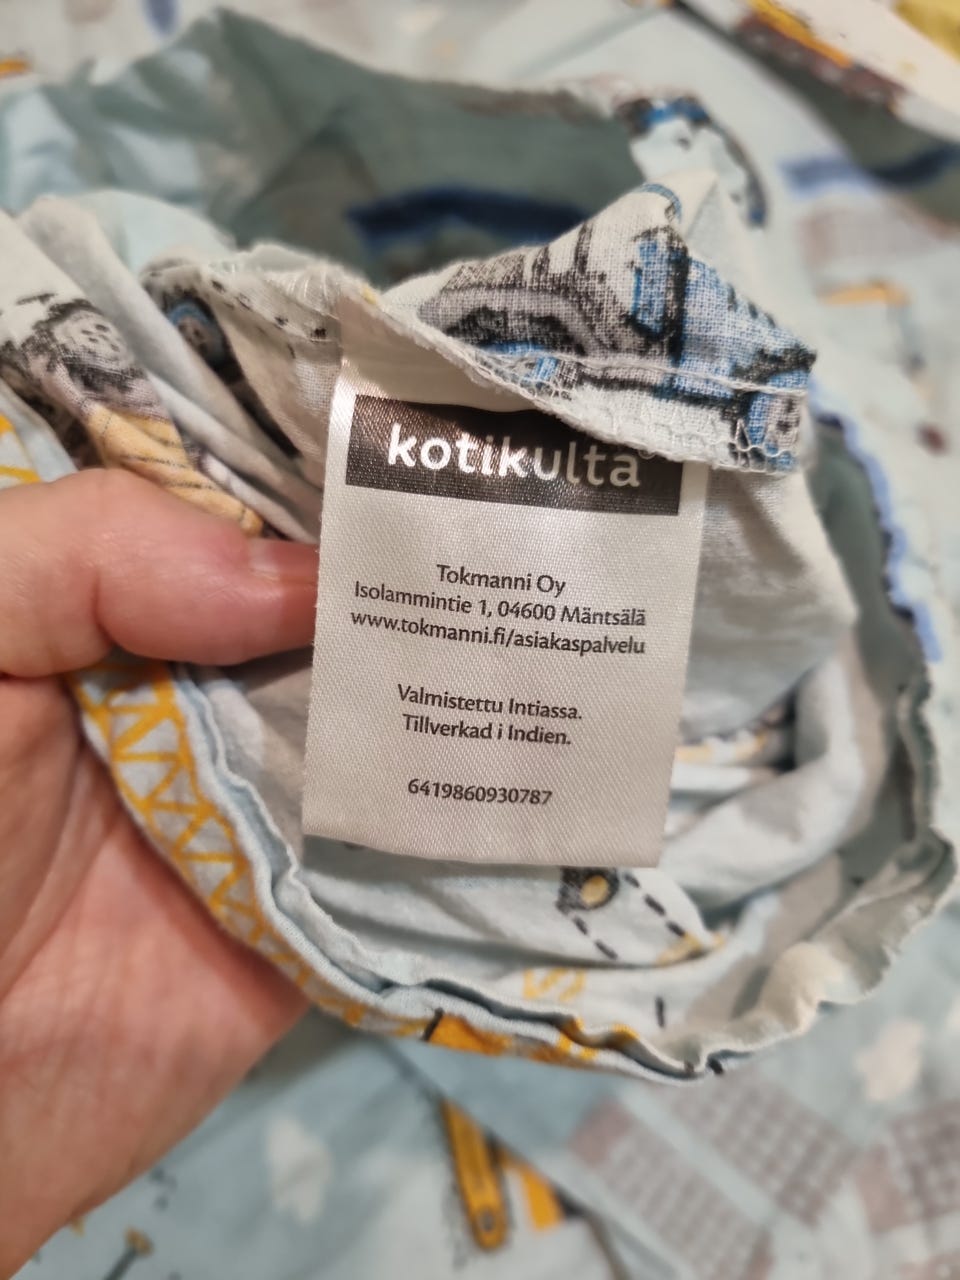 kotikulta®
Tokmanni Oy
Isolammintie 1, 04600 Mäntsälä
www.tokmanni.fi/asiakaspalvelu
Valmistettu Intiassa.
Tillverkad i Indien.
6419860930787